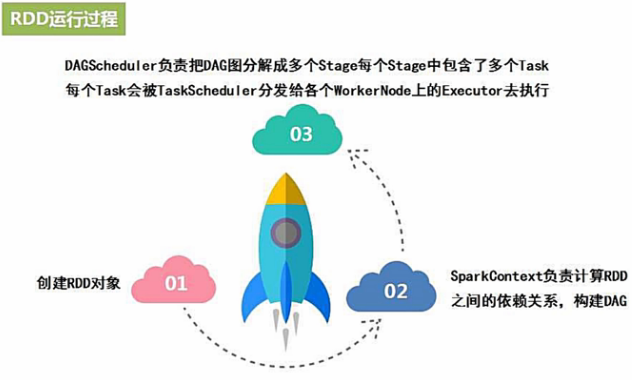 RDD运行过程
DAGScheduler负责把DAG图分解成多个Stage每个Stage中包含了多个Task
每个Task会被TaskScheduler分发给各个WorkerNode上的Executor去执行
03
创建RDD对象
01
02
SparkContext负责计算RDD
之间的依赖关系，构建DAG